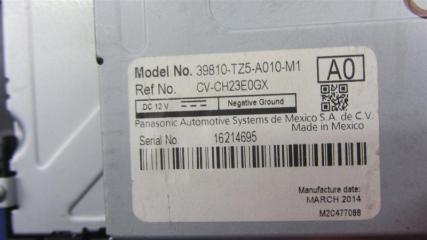 Model No. 39810-TZ5-A010-M1
A0
Ref No. CV-CH23E0GX
DC 12 V Negative Ground
Panasonic Automotive Systems de Mexico S.A. de C.V.
Made in Mexico
Serial No. 16214695
Manufacture date:
MARCH 2014
M2C477088